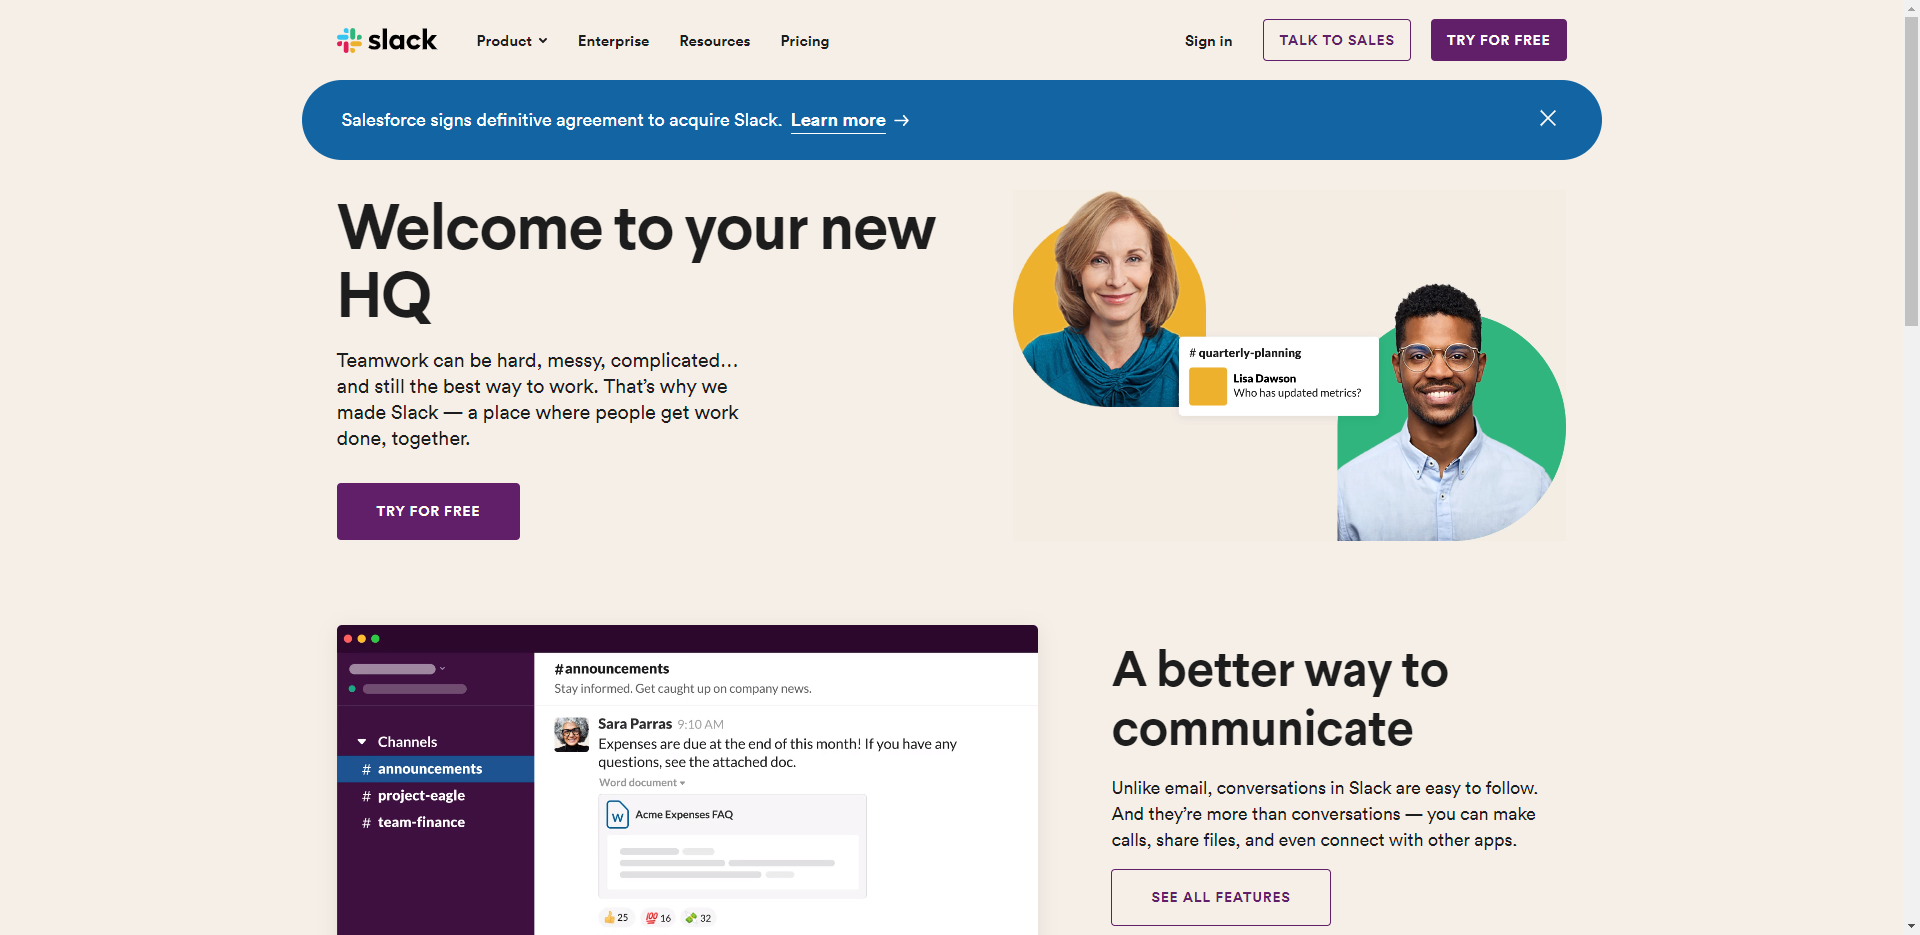 slack
Product
Enterprise
Resources
Pricing
Sign in
TALK TO SALES
TRY FOR FREE
Salesforce signs definitive agreement to acquire Slack. Learn more →
Welcome to your new
HQ
Teamwork can be hard, messy, complicated…
and still the best way to work. That’s why we
made Slack — a place where people get work
done, together.
TRY FOR FREE
# quarterly-planning
Lisa Dawson
Who has updated metrics?
Channels
# announcements
# project-eagle
# team-finance
#announcements
Stay informed. Get caught up on company news.
Sara Parras 9:10 AM
Expenses are due at the end of this month! If you have any
questions, see the attached doc.
Word document
W
Acme Expenses FAQ
👍 25 💯 16 💸 32
A better way to
communicate
Unlike email, conversations in Slack are easy to follow.
And they’re more than conversations — you can make
calls, share files, and even connect with other apps.
SEE ALL FEATURES